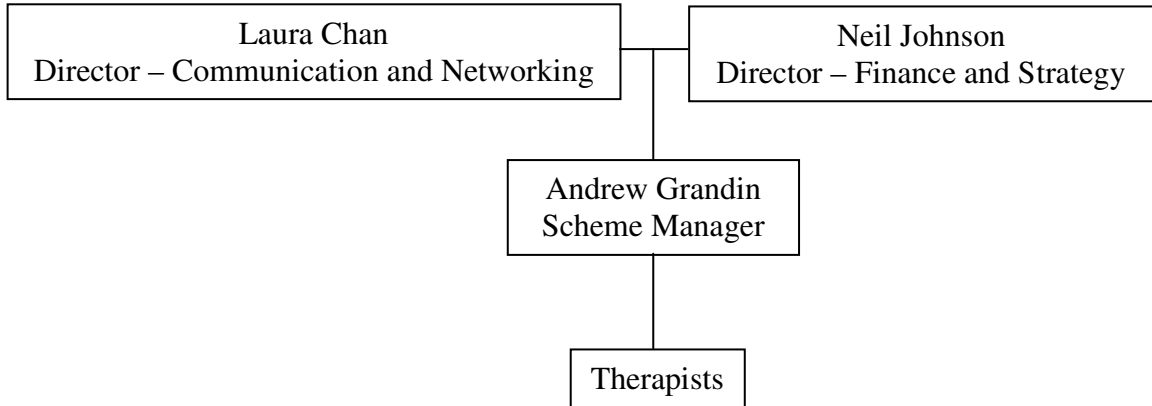 Laura Chan
Director – Communication and Networking
Neil Johnson
Director – Finance and Strategy
Andrew Grandin
Scheme Manager
Therapists